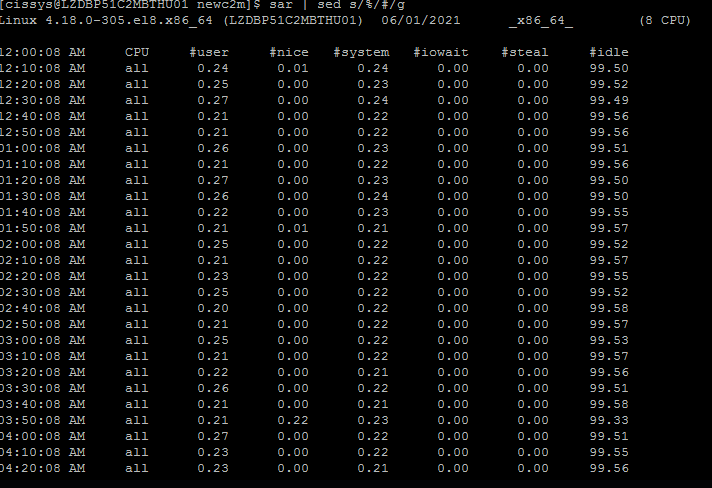 [cissys@LZDBP51C2MBTHU01 newc2m]$ sar | sed s/%/#/g
Linux 4.18.0-305.el8.x86_64 (LZDBP51C2MBTHU01) 06/01/2021 _x86_64_ (8 CPU)
12:00:08 AM CPU #user #nice #system #iowait #steal #idle
12:10:08 AM all 0.24 0.01 0.24 0.00 0.00 99.50
12:20:08 AM all 0.25 0.00 0.23 0.00 0.00 99.52
12:30:08 AM all 0.27 0.00 0.24 0.00 0.00 99.49
12:40:08 AM all 0.21 0.00 0.22 0.00 0.00 99.56
12:50:08 AM all 0.21 0.00 0.22 0.00 0.00 99.56
01:00:08 AM all 0.26 0.00 0.23 0.00 0.00 99.51
01:10:08 AM all 0.21 0.00 0.22 0.00 0.00 99.56
01:20:08 AM all 0.27 0.00 0.23 0.00 0.00 99.50
01:30:08 AM all 0.26 0.00 0.24 0.00 0.00 99.50
01:40:08 AM all 0.22 0.00 0.23 0.00 0.00 99.55
01:50:08 AM all 0.21 0.01 0.21 0.00 0.00 99.57
02:00:08 AM all 0.25 0.00 0.22 0.00 0.00 99.52
02:10:08 AM all 0.21 0.00 0.22 0.00 0.00 99.57
02:20:08 AM all 0.23 0.00 0.22 0.00 0.00 99.55
02:30:08 AM all 0.25 0.00 0.22 0.00 0.00 99.52
02:40:08 AM all 0.20 0.00 0.22 0.00 0.00 99.58
02:50:08 AM all 0.21 0.00 0.22 0.00 0.00 99.57
03:00:08 AM all 0.25 0.00 0.22 0.00 0.00 99.53
03:10:08 AM all 0.21 0.00 0.22 0.00 0.00 99.57
03:20:08 AM all 0.22 0.00 0.21 0.00 0.00 99.56
03:30:08 AM all 0.26 0.00 0.22 0.00 0.00 99.51
03:40:08 AM all 0.21 0.00 0.21 0.00 0.00 99.58
03:50:08 AM all 0.21 0.22 0.23 0.00 0.00 99.33
04:00:08 AM all 0.27 0.00 0.22 0.00 0.00 99.51
04:10:08 AM all 0.23 0.00 0.22 0.00 0.00 99.55
04:20:08 AM all 0.23 0.00 0.21 0.00 0.00 99.56